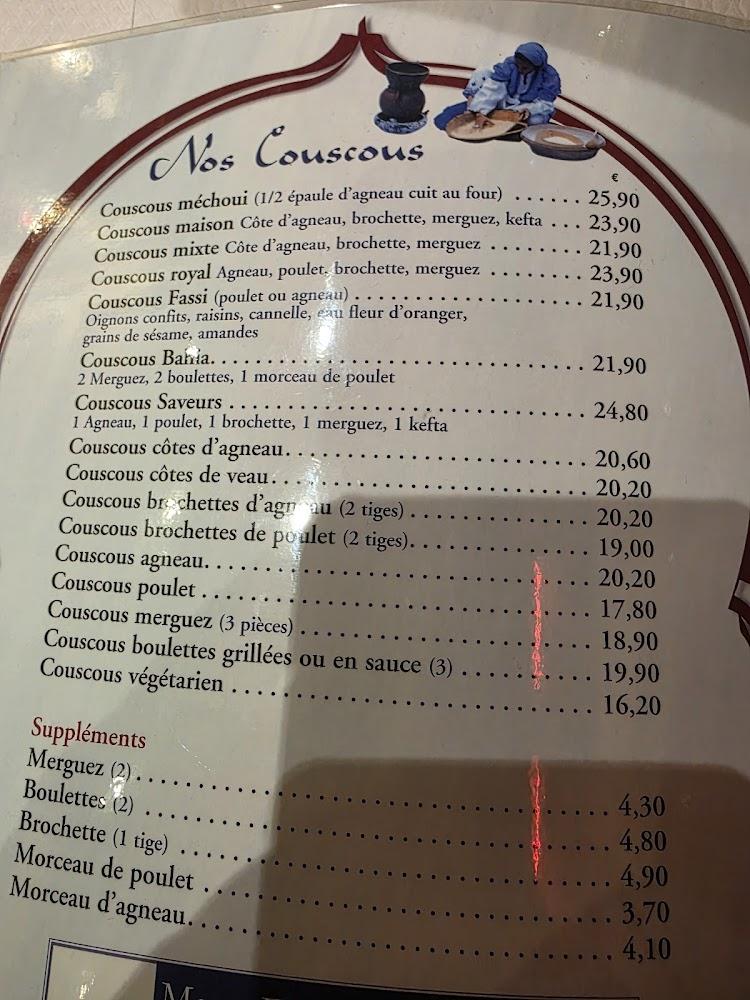 Nos Couscous
€
Couscous méchoui (1/2 épaule d'agneau cuit au four) ...... 25,90
Couscous maison Côte d'agneau, brochette, merguez, kefta ... 23,90
Couscous mixte Côte d'agneau, brochette, merguez ........ 21,90
Couscous royal Agneau, poulet, brochette, merguez ........ 23,90
Couscous Fassi (poulet ou agneau) ..................... 21,90
Oignons confits, raisins, cannelle, eau fleur d'oranger,
grains de sésame, amandes
Couscous Bahia.................................. 21,90
2 Merguez, 2 boulettes, 1 morceau de poulet
Couscous Saveurs ................................ 24,80
1 Agneau, 1 poulet, 1 brochette, 1 merguez, 1 kefta
Couscous côtes d'agneau........................... 20,60
Couscous côtes de veau............................ 20,20
Couscous brochettes d'agneau (2 tiges) ................ 20,20
Couscous brochettes de poulet (2 tiges)................ 19,00
Couscous agneau................................. 20,20
Couscous poulet ................................. 17,80
Couscous merguez (3 pièces) ........................ 18,90
Couscous boulettes grillées ou en sauce (3) ............ 19,90
Couscous végétarien .............................. 16,20
Suppléments
Merguez (2)..................................... 4,30
Boulettes (2) .................................... 4,80
Brochette (1 tige) ................................ 4,90
Morceau de poulet ............................... 3,70
Morceau d'agneau................................ 4,10